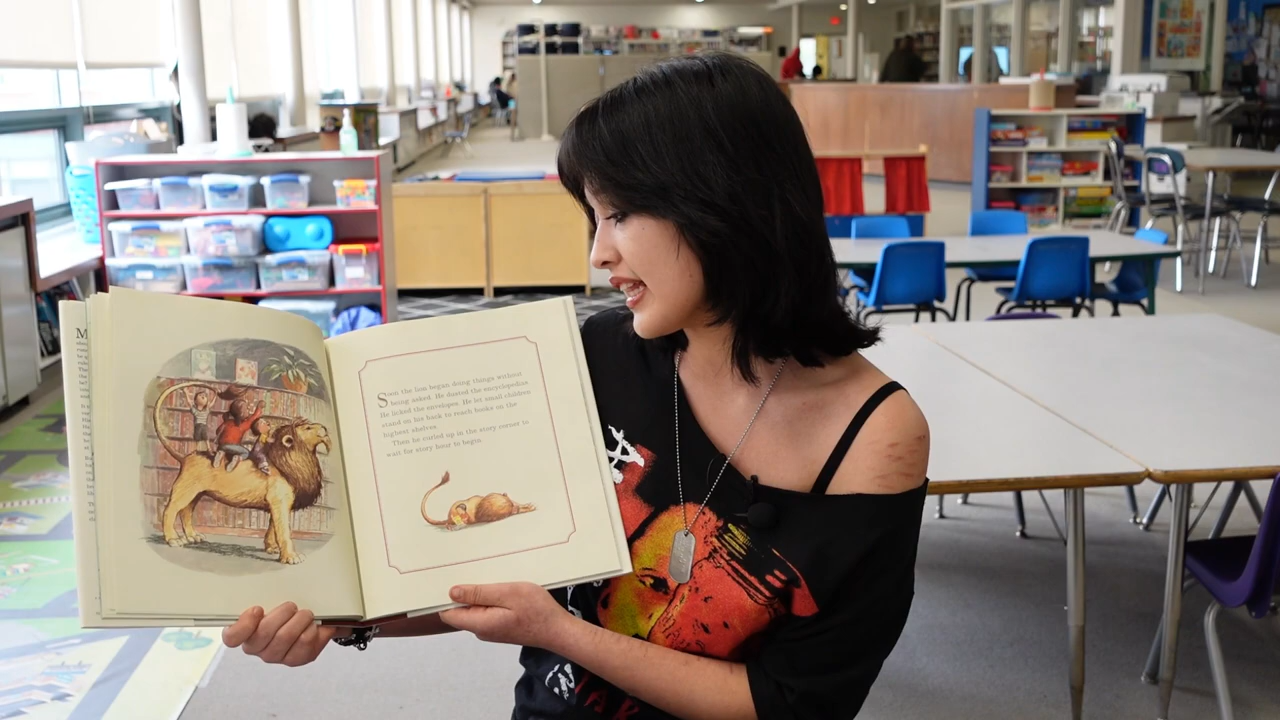 M
Soon the lion began doing things without
being asked. He dusted the encyclopedias.
He licked the envelopes. He let small children
stand on his back to reach books on the
highest shelves.
Then he curled up in the story corner to
wait for story hour to begin.